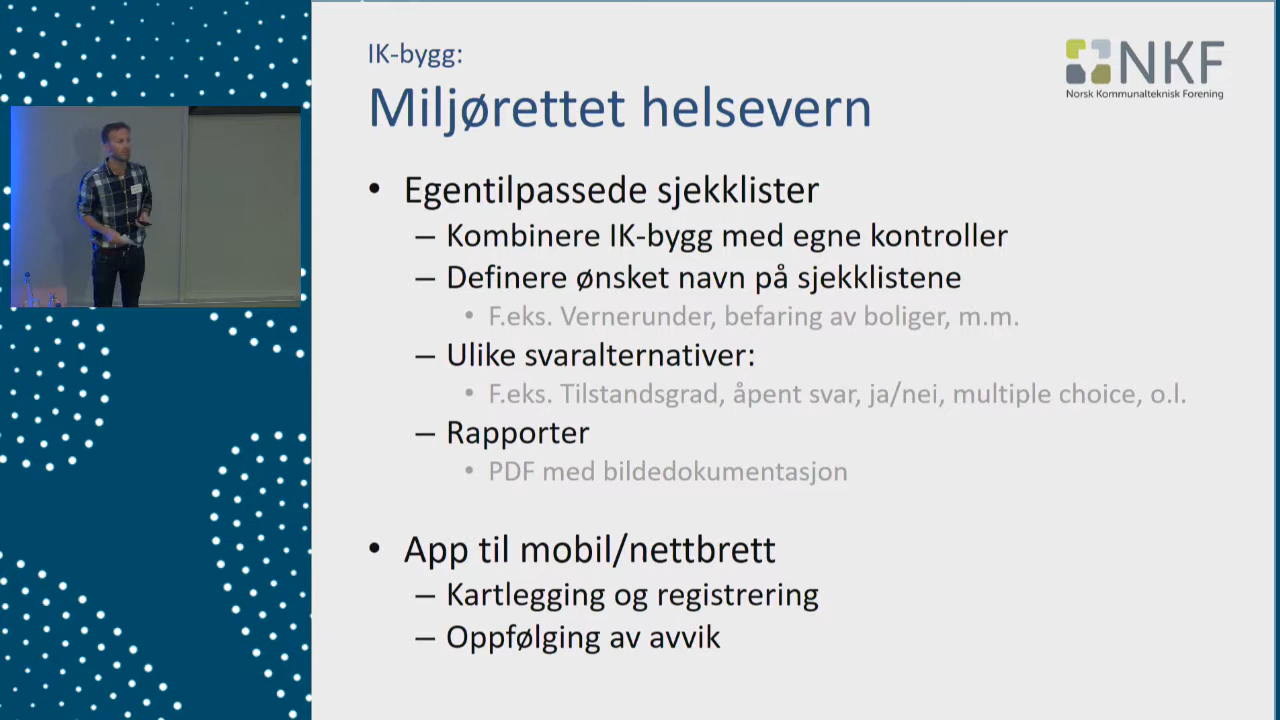 IK-bygg:
Miljørettet helsevern
NKF
Norsk Kommunalteknisk Forening
• Egentilpassede sjekklister
– Kombinere IK-bygg med egne kontroller
– Definere ønsket navn på sjekklistene
• F.eks. Vernerunder, befaring av boliger, m.m.
– Ulike svaralternativer:
• F.eks. Tilstandsgrad, åpent svar, ja/nei, multiple choice, o.l.
– Rapporter
• PDF med bildedokumentasjon
• App til mobil/nettbrett
– Kartlegging og registrering
– Oppfølging av avvik